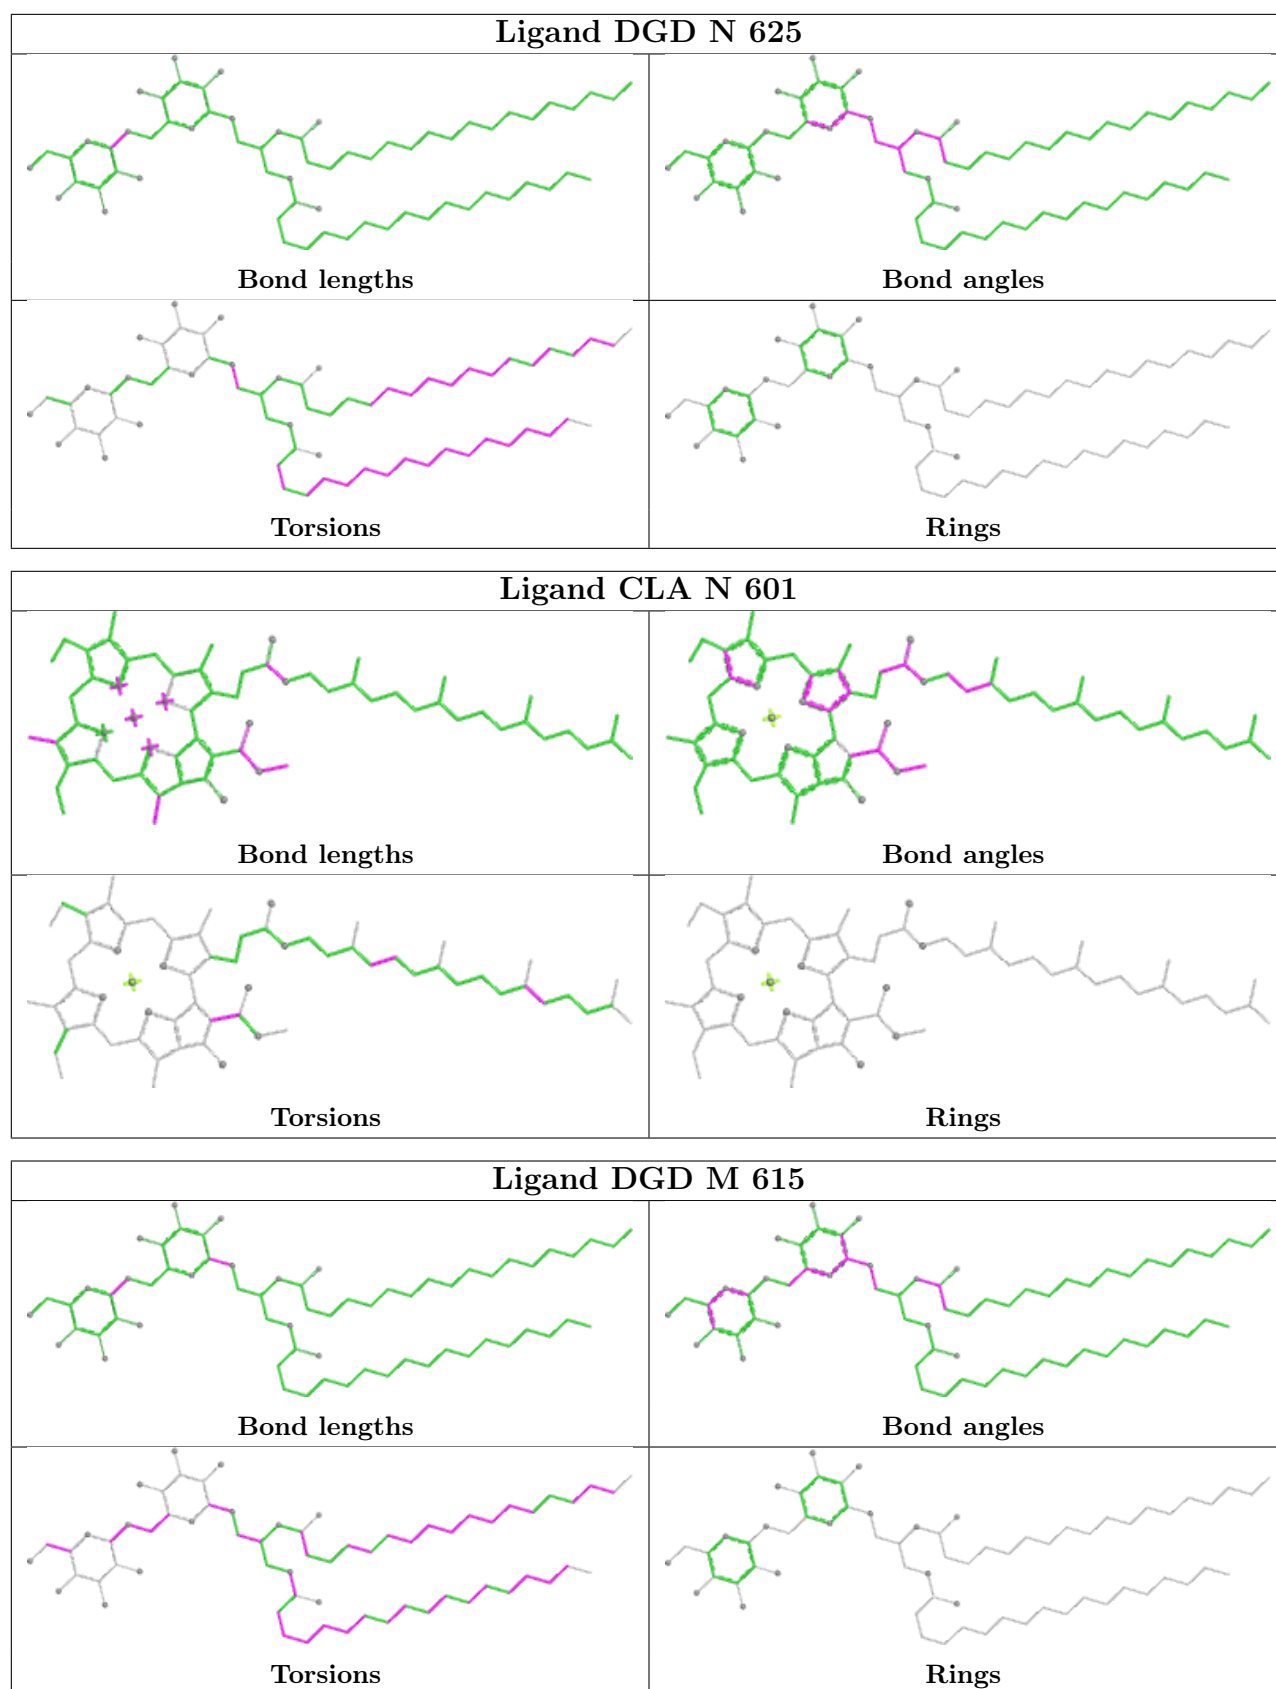 Ligand DGD N 625
Bond lengths
Bond angles
Torsions
Rings
Ligand CLA N 601
Bond lengths
Bond angles
Torsions
Rings
Ligand DGD M 615
Bond lengths
Bond angles
Torsions
Rings